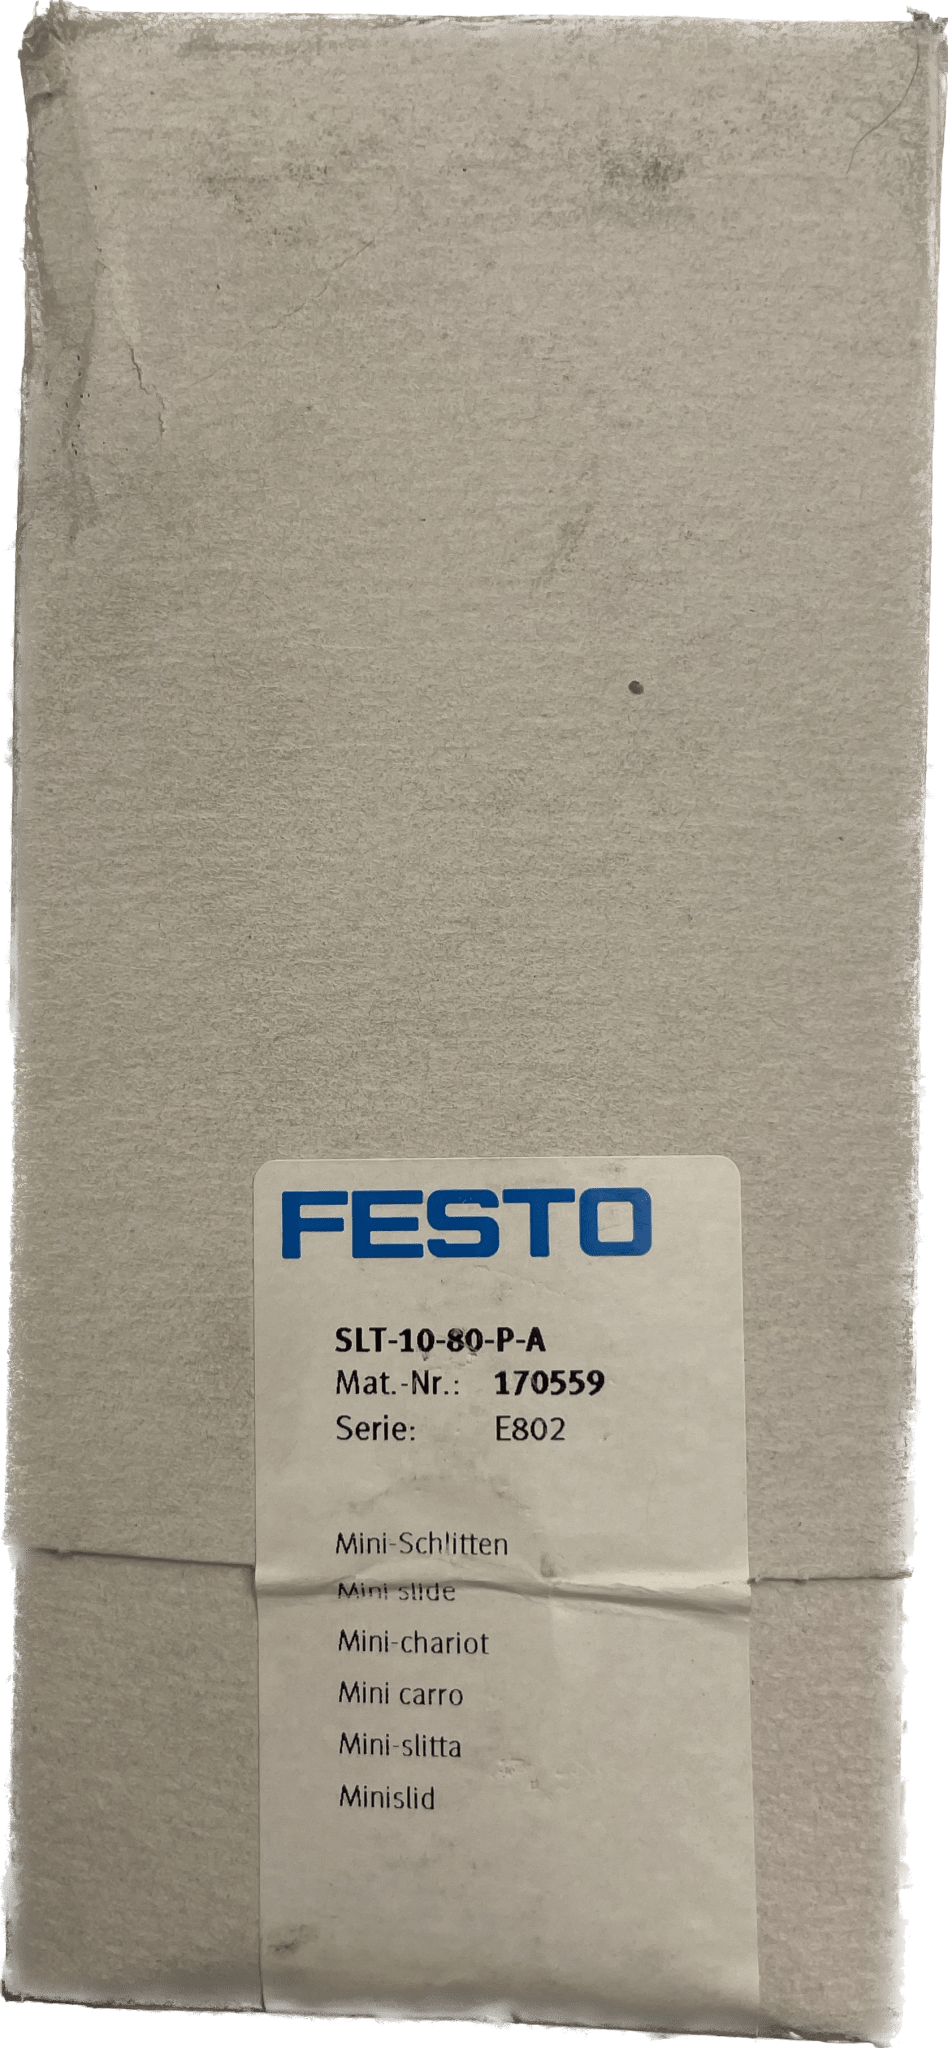 FESTO
SLT-10-80-P-A
Mat.-Nr.: 170559
Serie: E802
Mini-Schlitten
Mini slide
Mini-chariot
Mini carro
Mini-slitta
Minislid